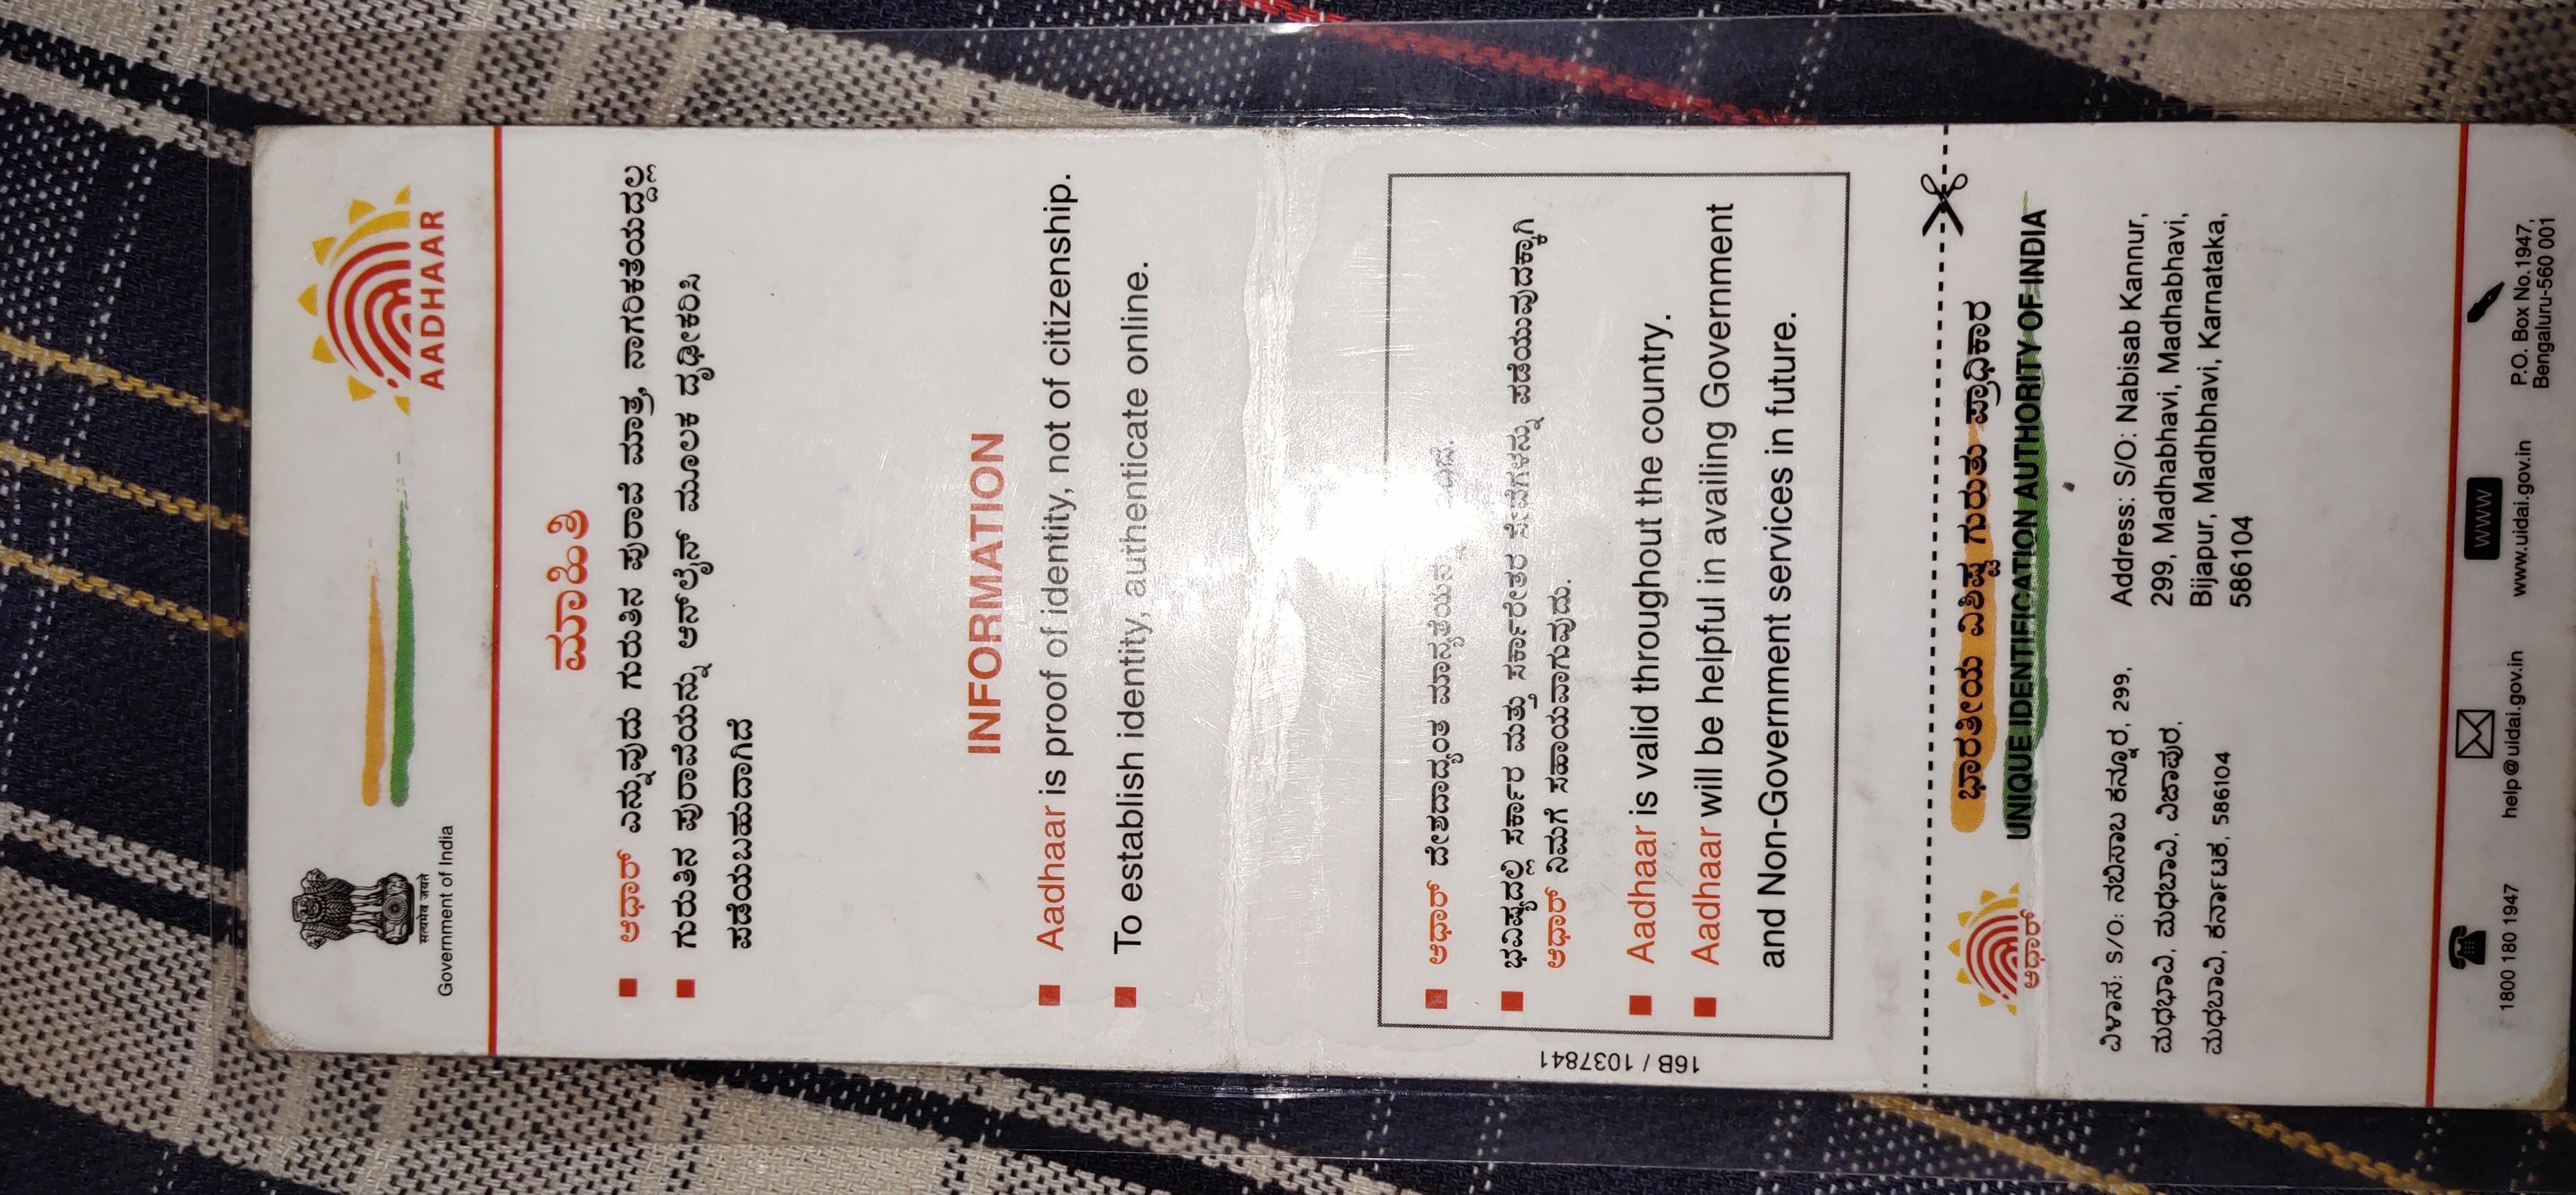 सत्यमेव जयते
Government of India
AADHAAR
ಮಾಹಿತಿ
■ ಆಧಾರ್ ಎನ್ನುವುದು ಗುರುತಿನ ಪುರಾವೆ ಮಾತ್ರ, ನಾಗರಿಕತೆಯದ್ದಲ್ಲ
■ ಗುರುತಿನ ಪುರಾವೆಯನ್ನು ಆನ್‌ಲೈನ್ ಮೂಲಕ ದೃಢೀಕರಿಸಿ
ಪಡೆಯಬಹುದಾಗಿದೆ
INFORMATION
■ Aadhaar is proof of identity, not of citizenship.
■ To establish identity, authenticate online.
■ ಆಧಾರ್ ದೇಶದಾದ್ಯಂತ
■ ಭವಿಷ್ಯದಲ್ಲಿ ಸರ್ಕಾರ ಮತ್ತು ಸರ್ಕಾರೇತರ ಸೇವೆಗಳನ್ನು ಪಡೆಯುವುದಕ್ಕಾಗಿ
ಆಧಾರ್ ನಿಮಗೆ ಸಹಾಯವಾಗುವುದು.
■ Aadhaar is valid throughout the country.
■ Aadhaar will be helpful in availing Government
and Non-Government services in future.
16B / 1037841
ಭಾರತೀಯ ವಿಶಿಷ್ಟ ಗುರುತು ಪ್ರಾಧಿಕಾರ
UNIQUE IDENTIFICATION AUTHORITY OF INDIA
ಆಧಾರ್
ವಿಳಾಸ: S/O: ನಬಿಸಾಬ ಕನ್ನೂರ, 299,
ಮಧಭಾವಿ, ಮಧಭಾವಿ, ವಿಜಾಪುರ,
ಮಧಭಾವಿ, ಕರ್ನಾಟಕ, 586104
Address: S/O: Nabisab Kannur,
299, Madhabhavi, Madhabhavi,
Bijapur, Madhbhavi, Karnataka,
586104
1800 180 1947
help@uidai.gov.in
WWW
www.uidai.gov.in
P.O. Box No.1947,
Bengaluru-560 001